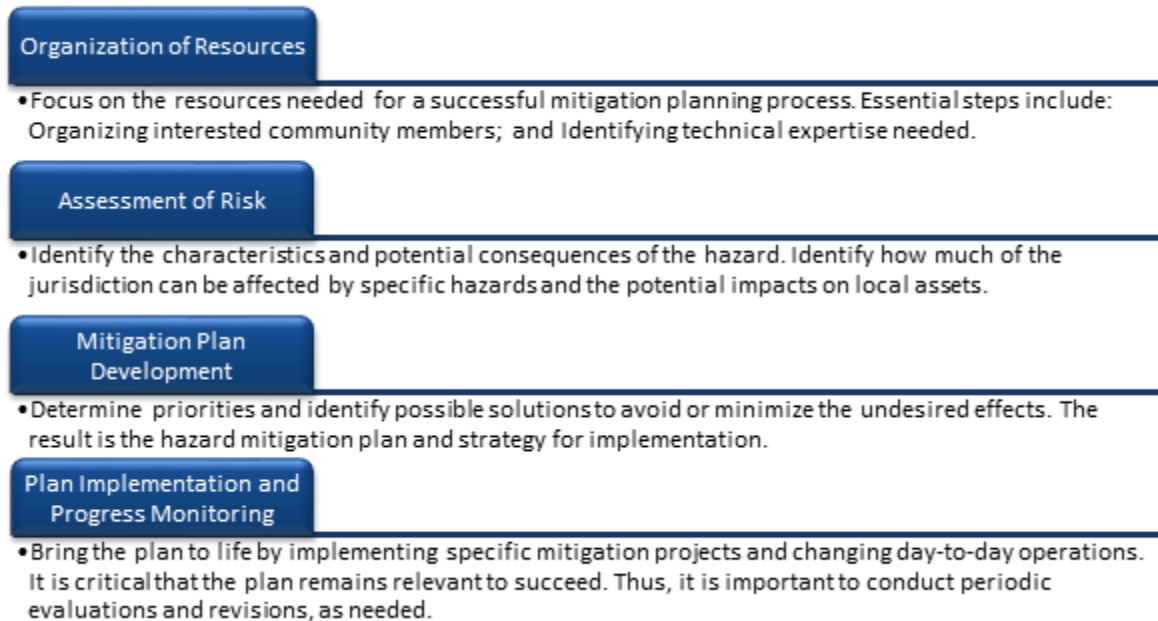 Organization of Resources
•Focus on the resources needed for a successful mitigation planning process. Essential steps include:
Organizing interested community members; and Identifying technical expertise needed.
Assessment of Risk
•Identify the characteristics and potential consequences of the hazard. Identify how much of the
jurisdiction can be affected by specific hazards and the potential impacts on local assets.
Mitigation Plan
Development
•Determine priorities and identify possible solutions to avoid or minimize the undesired effects. The
result is the hazard mitigation plan and strategy for implementation.
Plan Implementation and
Progress Monitoring
•Bring the plan to life by implementing specific mitigation projects and changing day-to-day operations.
It is critical that the plan remains relevant to succeed. Thus, it is important to conduct periodic
evaluations and revisions, as needed.